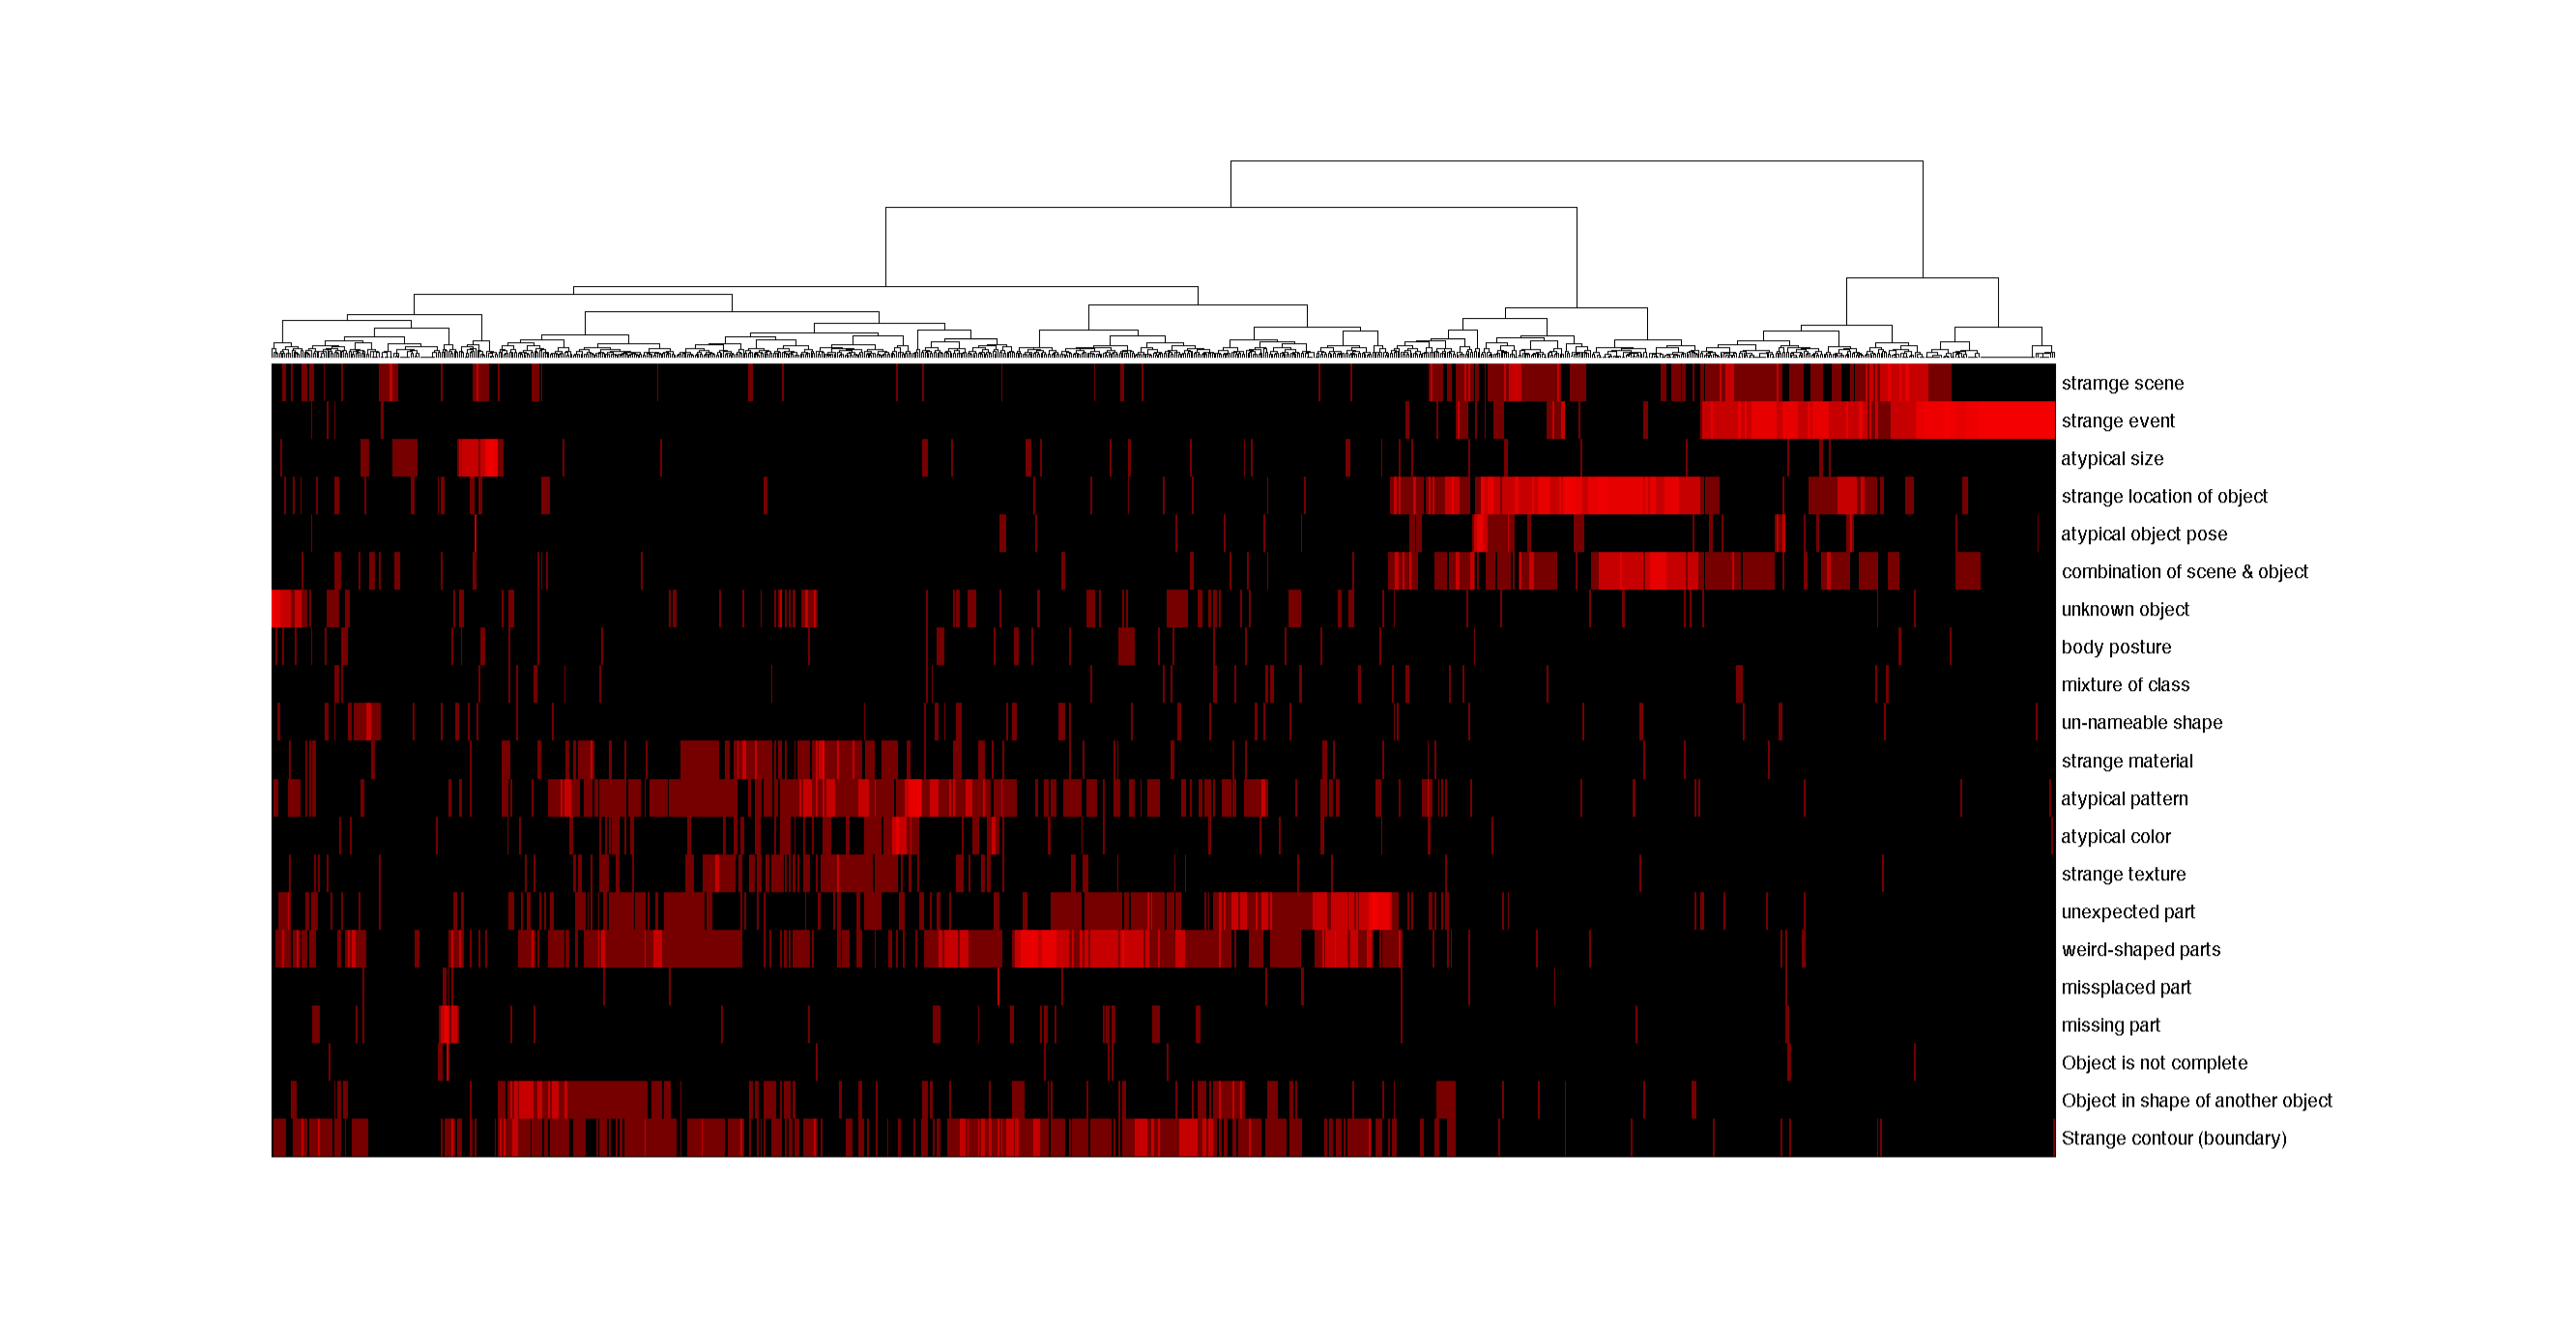 stramge scene
strange event
atypical size
strange location of object
atypical object pose
combination of scene & object
unknown object
body posture
mixture of class
un-nameable shape
strange material
atypical pattern
atypical color
strange texture
unexpected part
weird-shaped parts
missplaced part
missing part
Object is not complete
Object in shape of another object
Strange contour (boundary)